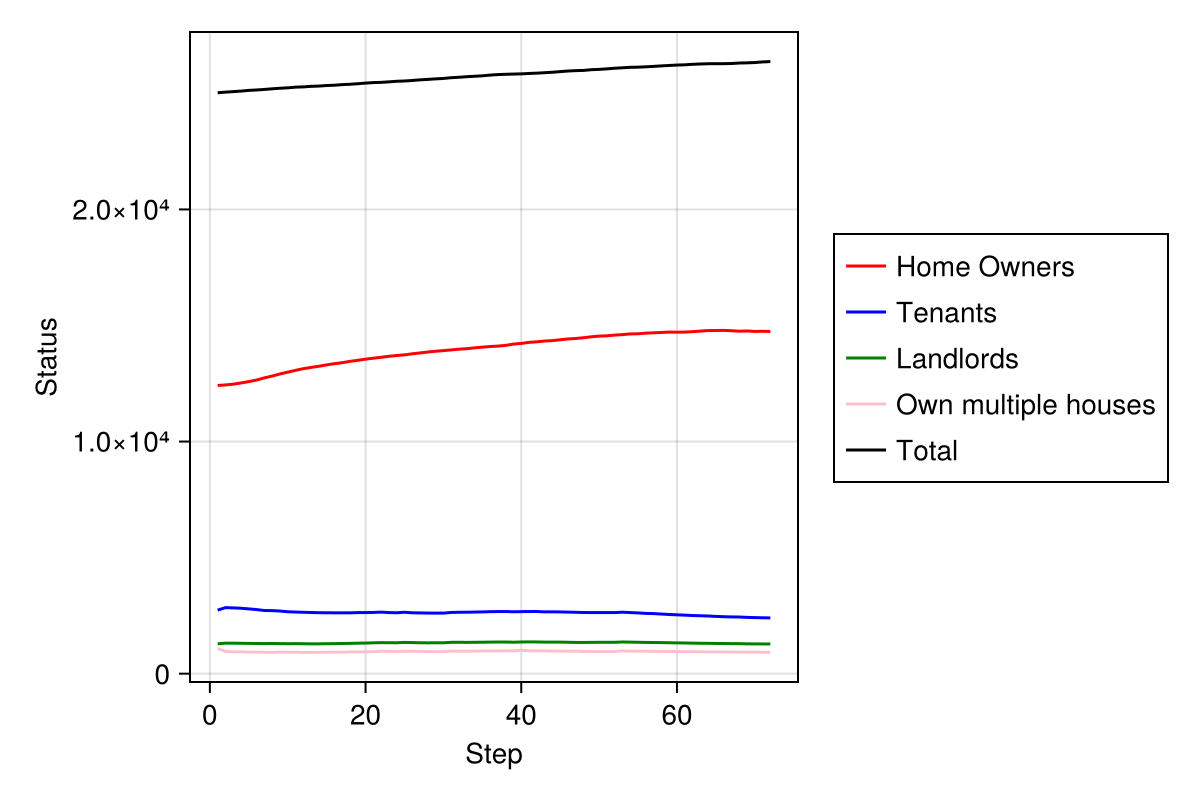 2.0×10⁴
1.0×10⁴
0
Status
0 20 40 60
Step
Home Owners
Tenants
Landlords
Own multiple houses
Total